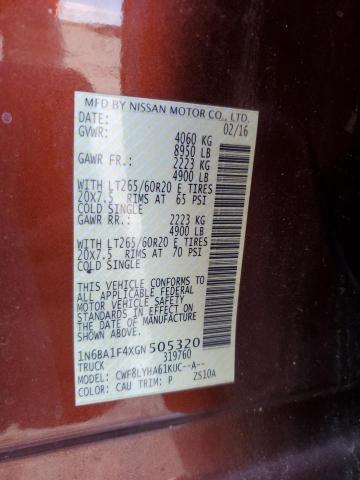 MFD BY NISSAN MOTOR CO., LTD.
DATE: 02/16
GVWR: 4060 KG
8950 LB
GAWR FR.: 2223 KG
4900 LB
WITH LT265/60R20 E TIRES
20X7.5 RIMS AT 65 PSI
COLD SINGLE
GAWR RR.: 2223 KG
4900 LB
WITH LT265/60R20 E TIRES
20X7.5 RIMS AT 70 PSI
COLD SINGLE
THIS VEHICLE CONFORMS TO
ALL APPLICABLE FEDERAL
MOTOR VEHICLE SAFETY
STANDARDS IN EFFECT ON
THE DATE OF MANUFACTURE
SHOWN ABOVE.
1N6BA1F4XGN505320
TRUCK 319760
MODEL: CWF8LYHA61KUC--A--
COLOR: CAU TRIM: P ZS10A